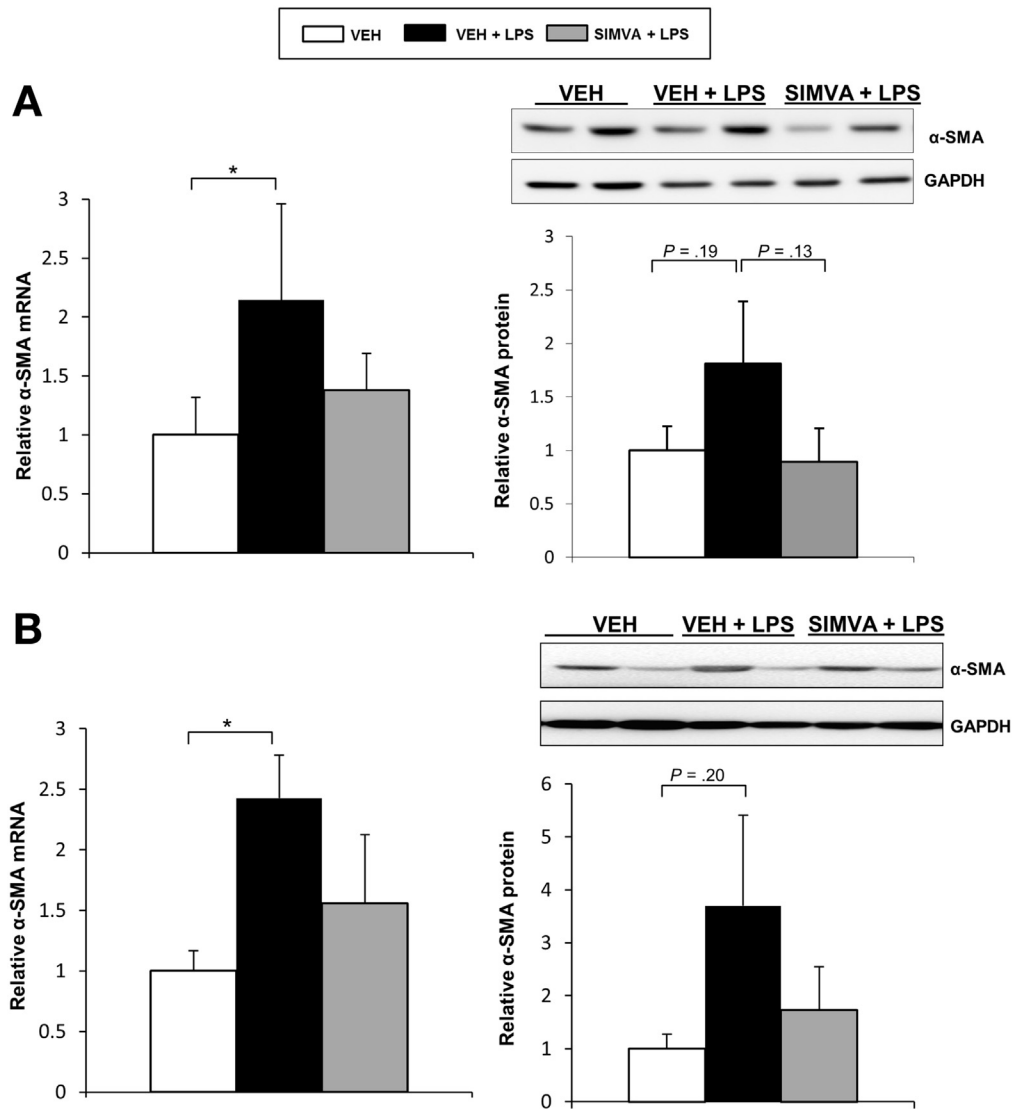 VEH VEH + LPS SIMVA + LPS
A
VEH VEH + LPS SIMVA + LPS
α-SMA
GAPDH
*
3
2.5
2
1.5
1
0.5
0
Relative α-SMA mRNA
P = .19 P = .13
3
2.5
2
1.5
1
0.5
0
Relative α-SMA protein
B
VEH VEH + LPS SIMVA + LPS
α-SMA
GAPDH
*
3
2.5
2
1.5
1
0.5
0
Relative α-SMA mRNA
P = .20
6
5
4
3
2
1
0
Relative α-SMA protein